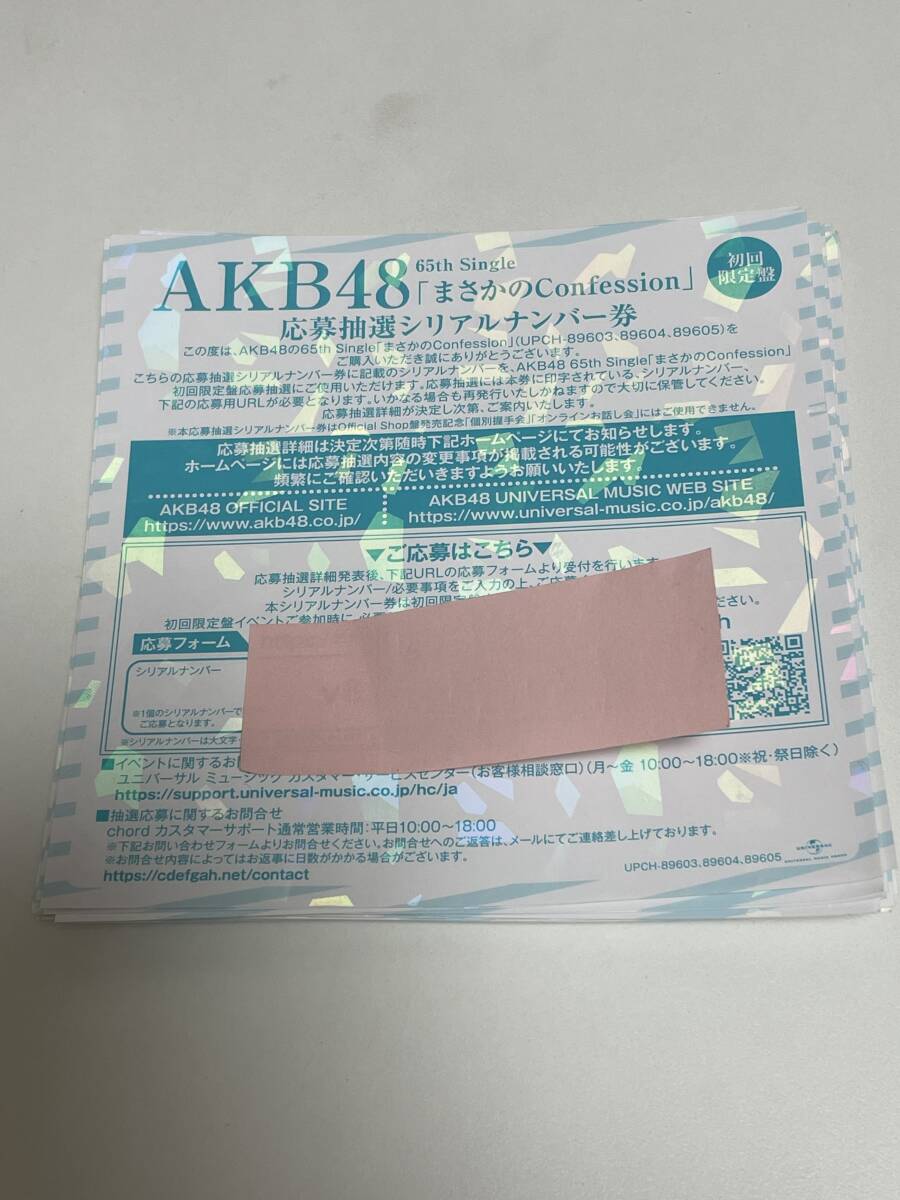 AKB48
65th Single
「まさかのConfession」
初回
限定盤
応募抽選シリアルナンバー券
この度は、AKB48の65th Single「まさかのConfession」(UPCH-89603、89604、89605)を
ご購入いただき誠にありがとうございます。
こちらの応募抽選シリアルナンバー券に記載のシリアルナンバーを、AKB48 65th Single「まさかのConfession」
初回限定盤応募抽選にご使用いただけます。応募抽選には本券に印字されている、シリアルナンバー、
下記の応募用URLが必要となります。いかなる場合も再発行いたしかねますので大切に保管してください。
応募抽選詳細が決定し次第、ご案内いたします。
※本応募抽選シリアルナンバー券はOfficial Shop盤発売記念「個別握手会」「オンラインお話し会」にはご使用できません。
応募抽選詳細は決定次第随時下記ホームページにてお知らせします。
ホームページには応募抽選内容の変更事項が掲載される可能性がございます。
頻繁にご確認いただいきますようお願いいたします。
AKB48 OFFICIAL SITE
https://www.akb48.co.jp/
AKB48 UNIVERSAL MUSIC WEB SITE
https://www.universal-music.co.jp/akb48/
▼ご応募はこちら▼
応募抽選詳細発表後、下記URLの応募フォームより受付を行います。
シリアルナンバー/必要事項をご入力の上、ご応募
本シリアルナンバー券は初回限定盤
ださい。
初回限定盤イベントご参加時に必要
応募フォーム
シリアルナンバー
※1個のシリアルナンバーで
ご応募となります。
※シリアルナンバーは大文字
■イベントに関するお問
ユニバーサル ミュージック カスタマー・サービスセンター(お客様相談窓口)(月〜金 10:00〜18:00※祝・祭日除く)
https://support.universal-music.co.jp/hc/ja
■抽選応募に関するお問合せ
chord カスタマーサポート通常営業時間：平日10:00〜18:00
※下記お問い合わせフォームよりお問合せください。お問合せへのご返答は、メールにてご連絡差し上げております。
※お問合せ内容によってはお返事に日数がかかる場合がございます。
https://cdefgah.net/contact
UPCH-89603、89604、89605
UNIVERSAL MUSIC JAPAN